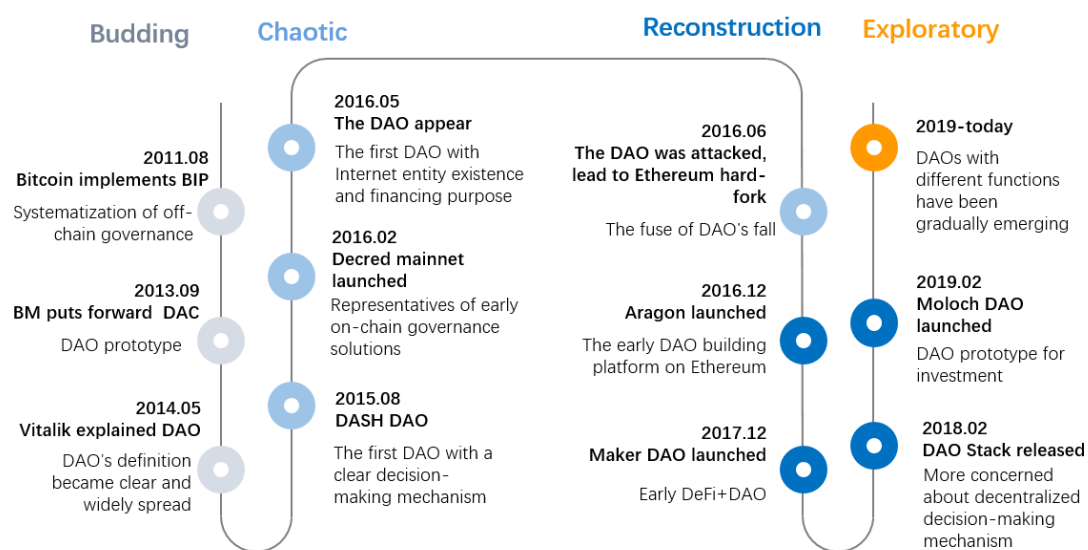 Budding
Chaotic
Reconstruction
Exploratory
2011.08
Bitcoin implements BIP
Systematization of off-
chain governance
2013.09
BM puts forward DAC
DAO prototype
2014.05
Vitalik explained DAO
DAO's definition
became clear and
widely spread
2016.05
The DAO appear
The first DAO with
Internet entity existence
and financing purpose
2016.02
Decred mainnet
launched
Representatives of early
on-chain governance
solutions
2015.08
DASH DAO
The first DAO with a
clear decision-
making mechanism
2016.06
The DAO was attacked,
lead to Ethereum hard-
fork
The fuse of DAO's fall
2016.12
Aragon launched
The early DAO building
platform on Ethereum
2017.12
Maker DAO launched
Early DeFi+DAO
2019-today
DAOs with
different functions
have been
gradually emerging
2019.02
Moloch DAO
launched
DAO prototype for
investment
2018.02
DAO Stack released
More concerned
about decentralized
decision-making
mechanism